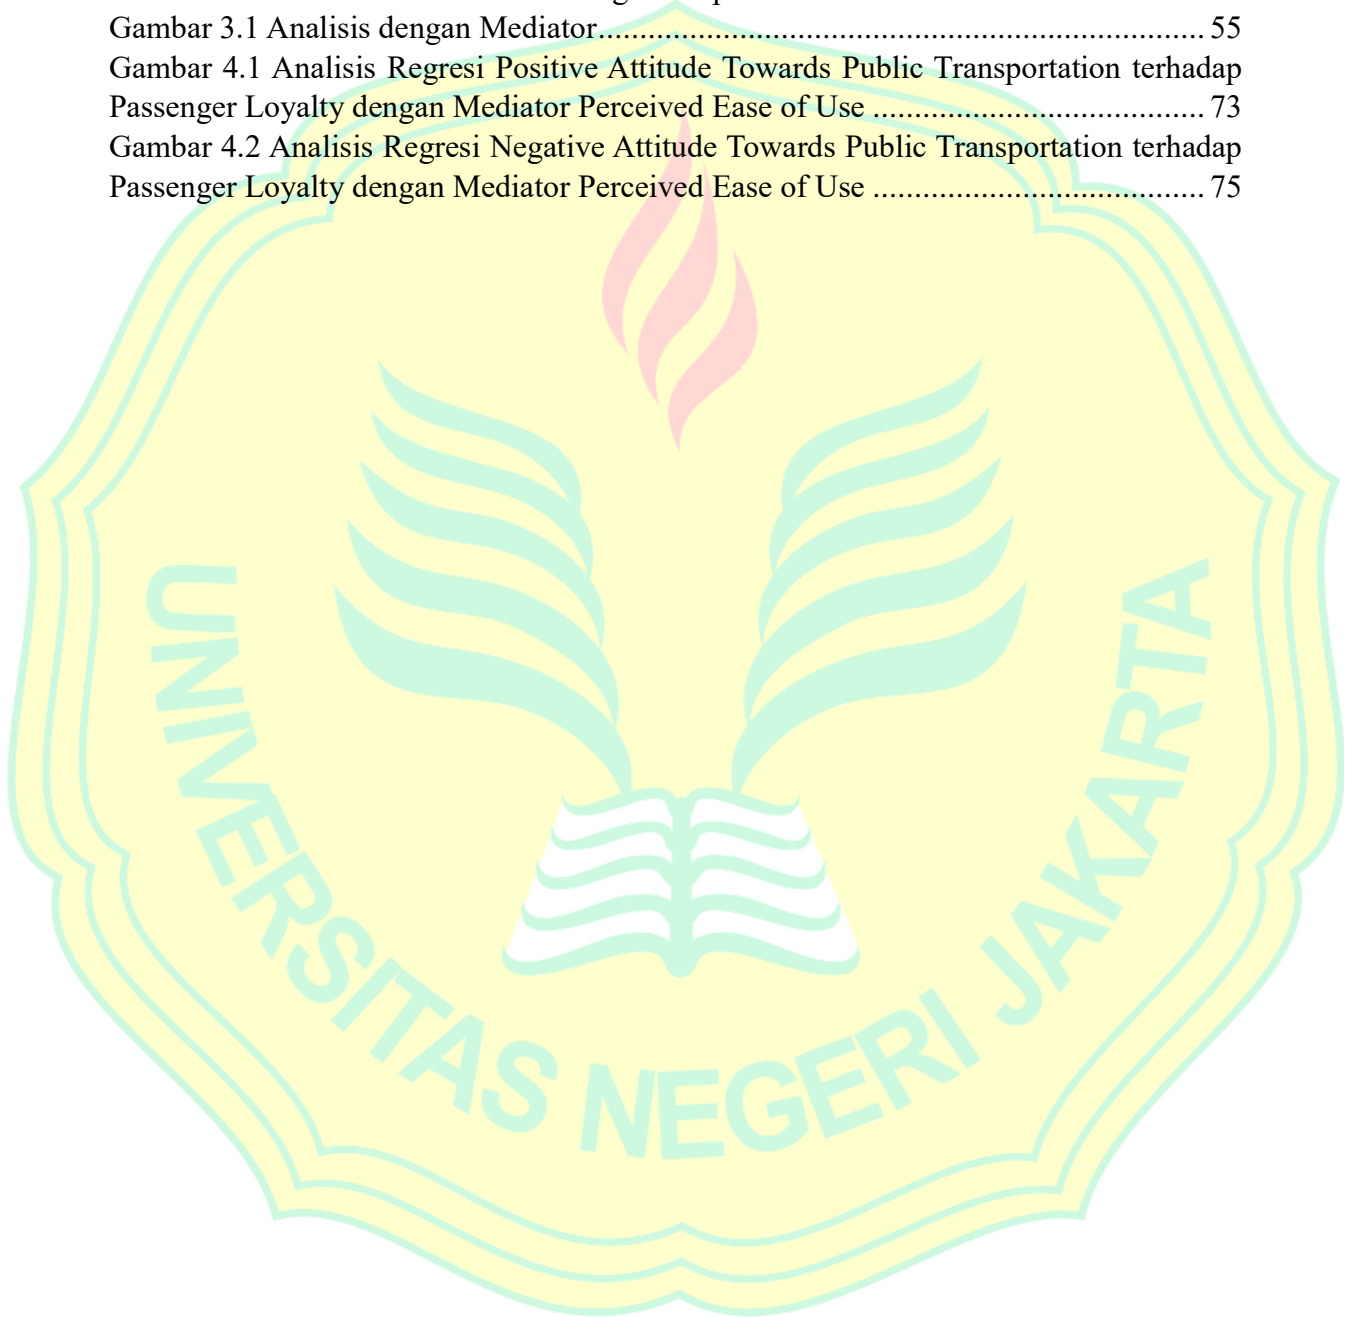 Gambar 3.1 Analisis dengan Mediator........................................................................... 55
Gambar 4.1 Analisis Regresi Positive Attitude Towards Public Transportation terhadap
Passenger Loyalty dengan Mediator Perceived Ease of Use ........................................ 73
Gambar 4.2 Analisis Regresi Negative Attitude Towards Public Transportation terhadap
Passenger Loyalty dengan Mediator Perceived Ease of Use ........................................ 75
UNIVERSITAS NEGERI JAKARTA